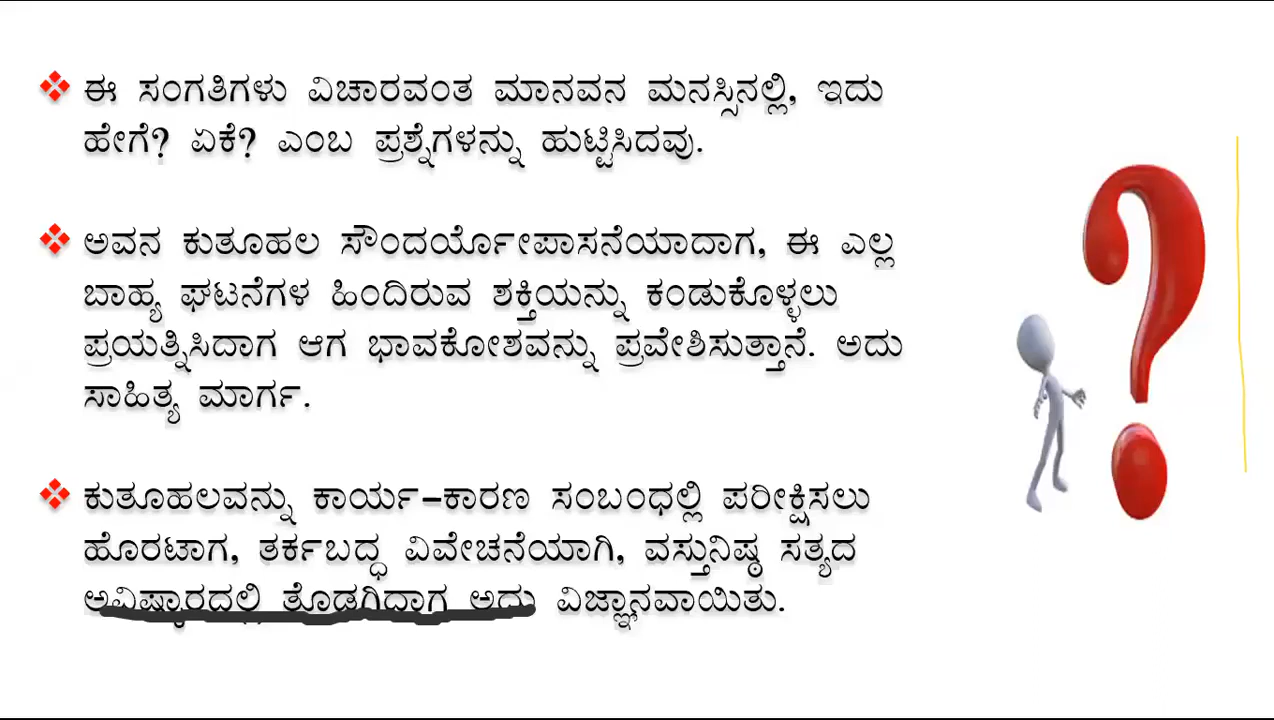 ಈ ಸಂಗತಿಗಳು ವಿಚಾರವಂತ ಮಾನವನ ಮನಸ್ಸಿನಲ್ಲಿ, ಇದು
ಹೇಗೆ? ಏಕೆ? ಎಂಬ ಪ್ರಶ್ನೆಗಳನ್ನು ಹುಟ್ಟಿಸಿದವು.
ಅವನ ಕುತೂಹಲ ಸೌಂದರ್ಯೋಪಾಸನೆಯಾದಾಗ, ಈ ಎಲ್ಲ
ಬಾಹ್ಯ ಘಟನೆಗಳ ಹಿಂದಿರುವ ಶಕ್ತಿಯನ್ನು ಕಂಡುಕೊಳ್ಳಲು
ಪ್ರಯತ್ನಿಸಿದಾಗ ಆಗ ಭಾವಕೋಶವನ್ನು ಪ್ರವೇಶಿಸುತ್ತಾನೆ. ಅದು
ಸಾಹಿತ್ಯ ಮಾರ್ಗ.
ಕುತೂಹಲವನ್ನು ಕಾರ್ಯ-ಕಾರಣ ಸಂಬಂಧಲ್ಲಿ ಪರೀಕ್ಷಿಸಲು
ಹೊರಟಾಗ, ತರ್ಕಬದ್ಧ ವಿವೇಚನೆಯಾಗಿ, ವಸ್ತುನಿಷ್ಠ ಸತ್ಯದ
ಅವಿಷ್ಕಾರದಲ್ಲಿ ತೊಡಗಿದಾಗ ಅದು ವಿಜ್ಞಾನವಾಯಿತು.